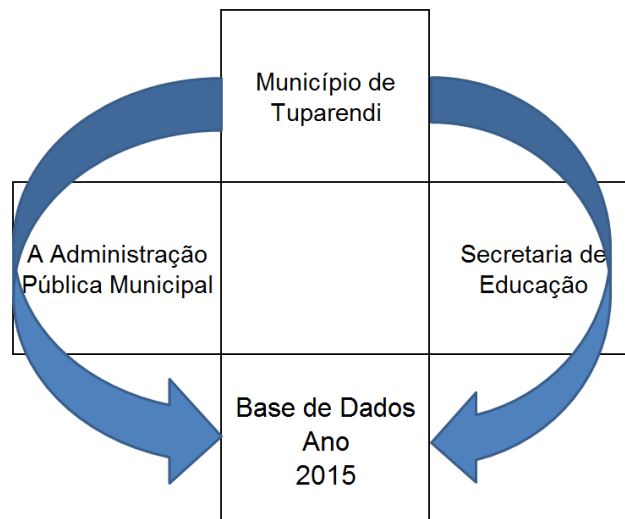 Município de
Tuparendi
A Administração
Pública Municipal
Secretaria de
Educação
Base de Dados
Ano
2015